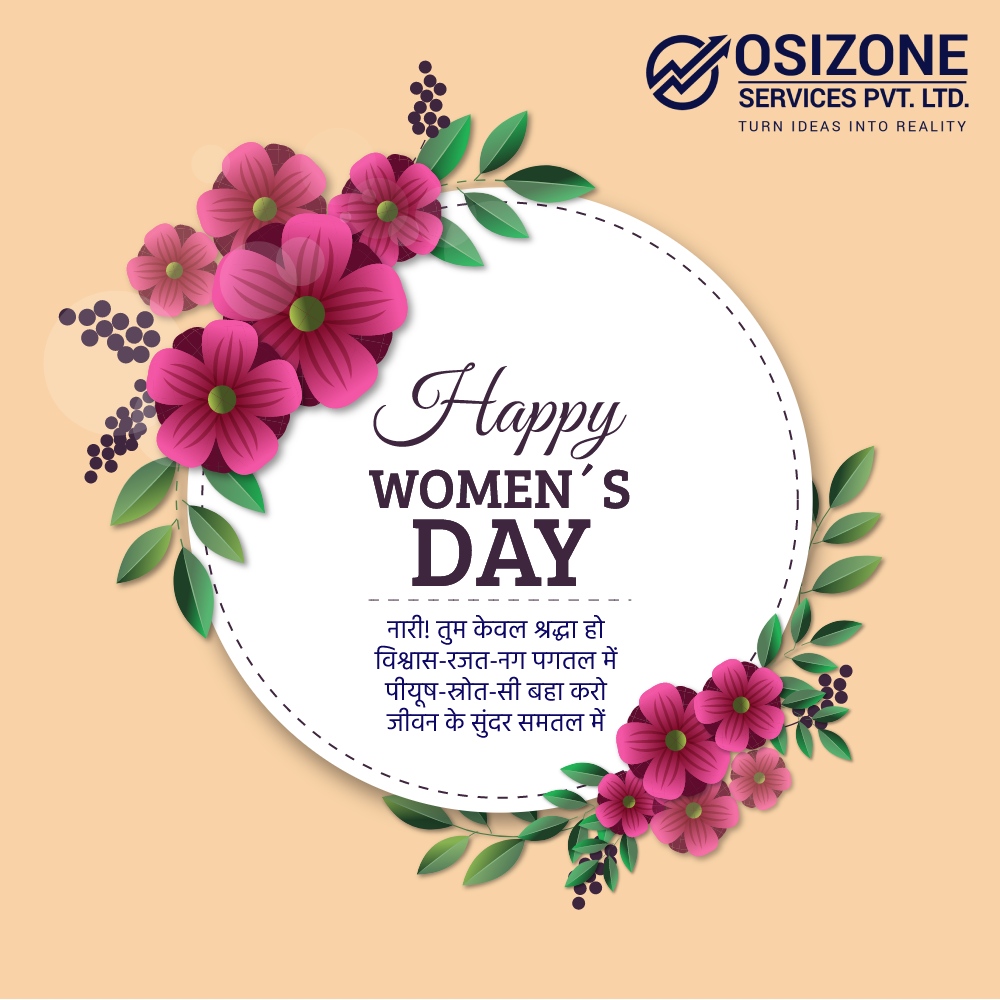 OSIZONE
SERVICES PVT. LTD.
TURN IDEAS INTO REALITY
Happy
WOMEN´S
DAY
नारी! तुम केवल श्रद्धा हो
विश्वास-रजत-नग पगतल में
पीयूष-स्रोत-सी बहा करो
जीवन के सुंदर समतल में